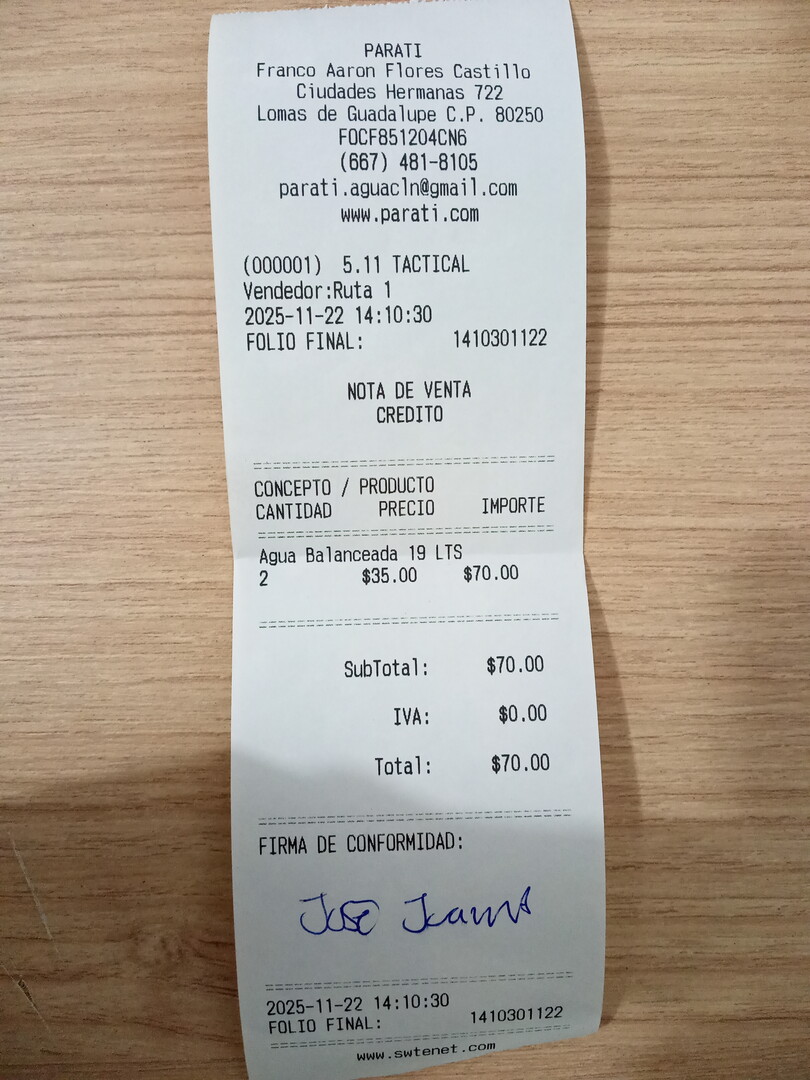 PARATI
Franco Aaron Flores Castillo
Ciudades Hermanas 722
Lomas de Guadalupe C.P. 80250
FOCF851204CN6
(667) 481-8105
parati.aguacln@gmail.com
www.parati.com
(000001) 5.11 TACTICAL
Vendedor:Ruta 1
2025-11-22 14:10:30
FOLIO FINAL: 1410301122
NOTA DE VENTA
CREDITO
CONCEPTO / PRODUCTO
CANTIDAD PRECIO IMPORTE
Agua Balanceada 19 LTS
2 $35.00 $70.00
SubTotal: $70.00
IVA: $0.00
Total: $70.00
FIRMA DE CONFORMIDAD:
José
2025-11-22 14:10:30
FOLIO FINAL: 1410301122
www.swtenet.com